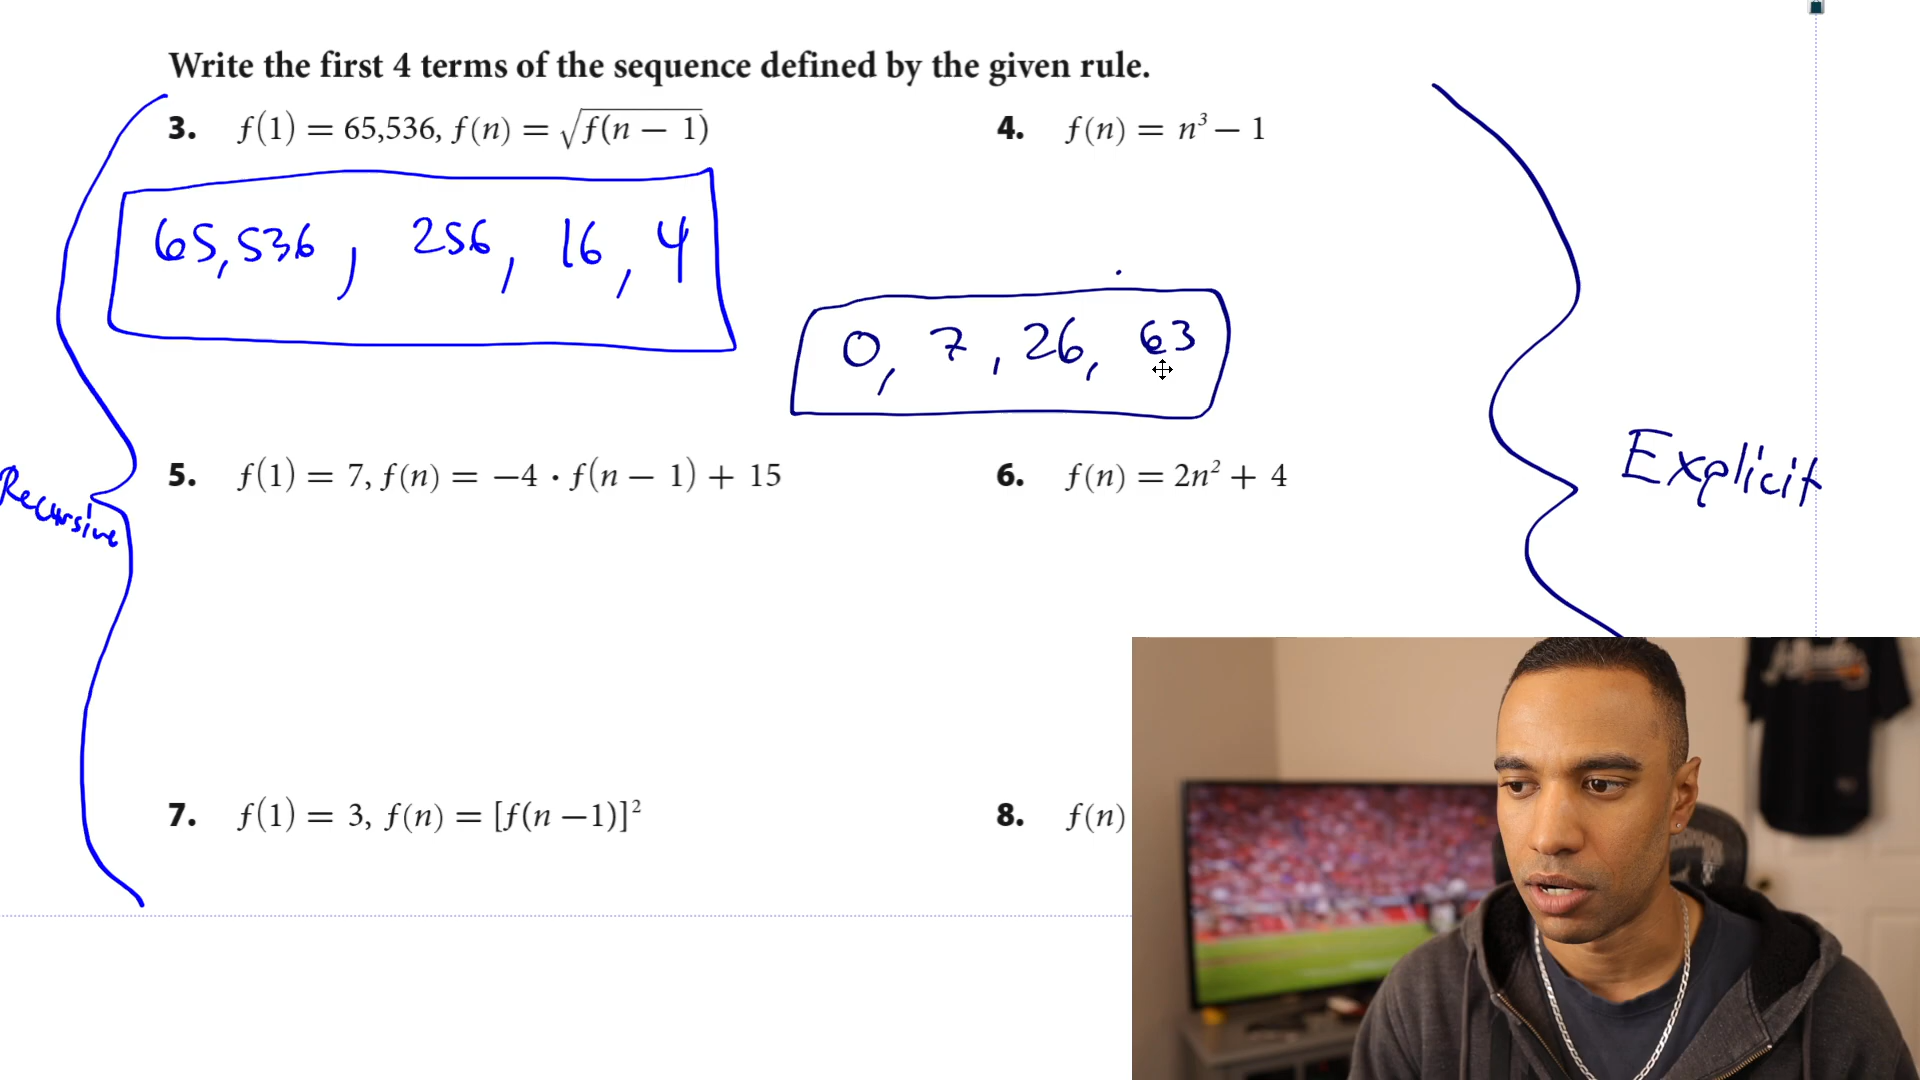 Write the first 4 terms of the sequence defined by the given rule.
3. f(1) = 65,536, f(n) = √f(n − 1)
4. f(n) = n³ − 1
65,536, 256, 16, 4
0, 7, 26, 63
5. f(1) = 7, f(n) = −4 · f(n − 1) + 15
6. f(n) = 2n² + 4
Explicit
Recursive
7. f(1) = 3, f(n) = [f(n −1)]²
8. f(n)